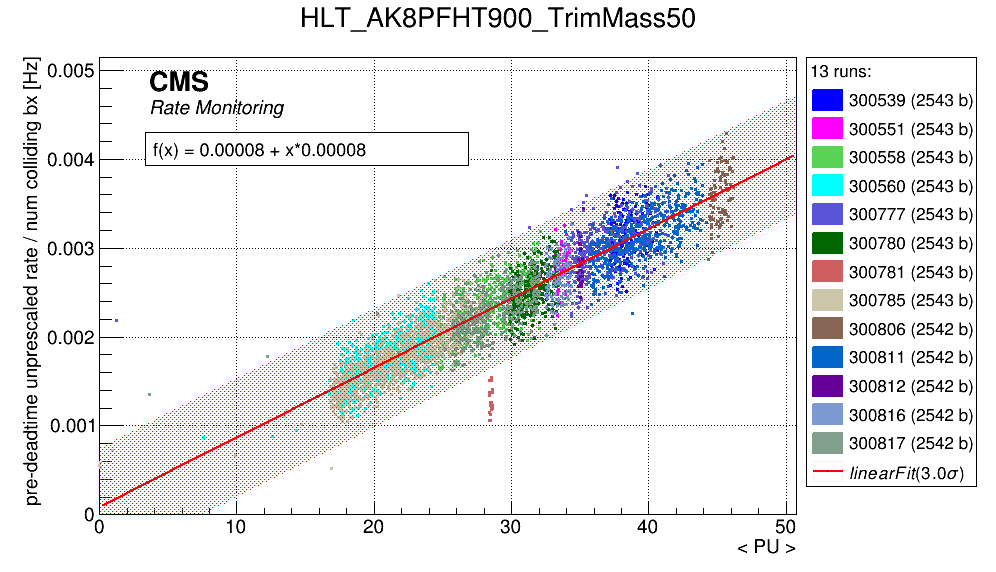 HLT_AK8PFHT900_TrimMass50
pre-deadtime unprescaled rate / num colliding bx [Hz]
0.005
0.004
0.003
0.002
0.001
0
CMS
Rate Monitoring
f(x) = 0.00008 + x*0.00008
0 10 20 30 40 50
< PU >
13 runs:
300539 (2543 b)
300551 (2543 b)
300558 (2543 b)
300560 (2543 b)
300777 (2543 b)
300780 (2543 b)
300781 (2543 b)
300785 (2543 b)
300806 (2542 b)
300811 (2542 b)
300812 (2542 b)
300816 (2542 b)
300817 (2542 b)
linearFit(3.0σ)